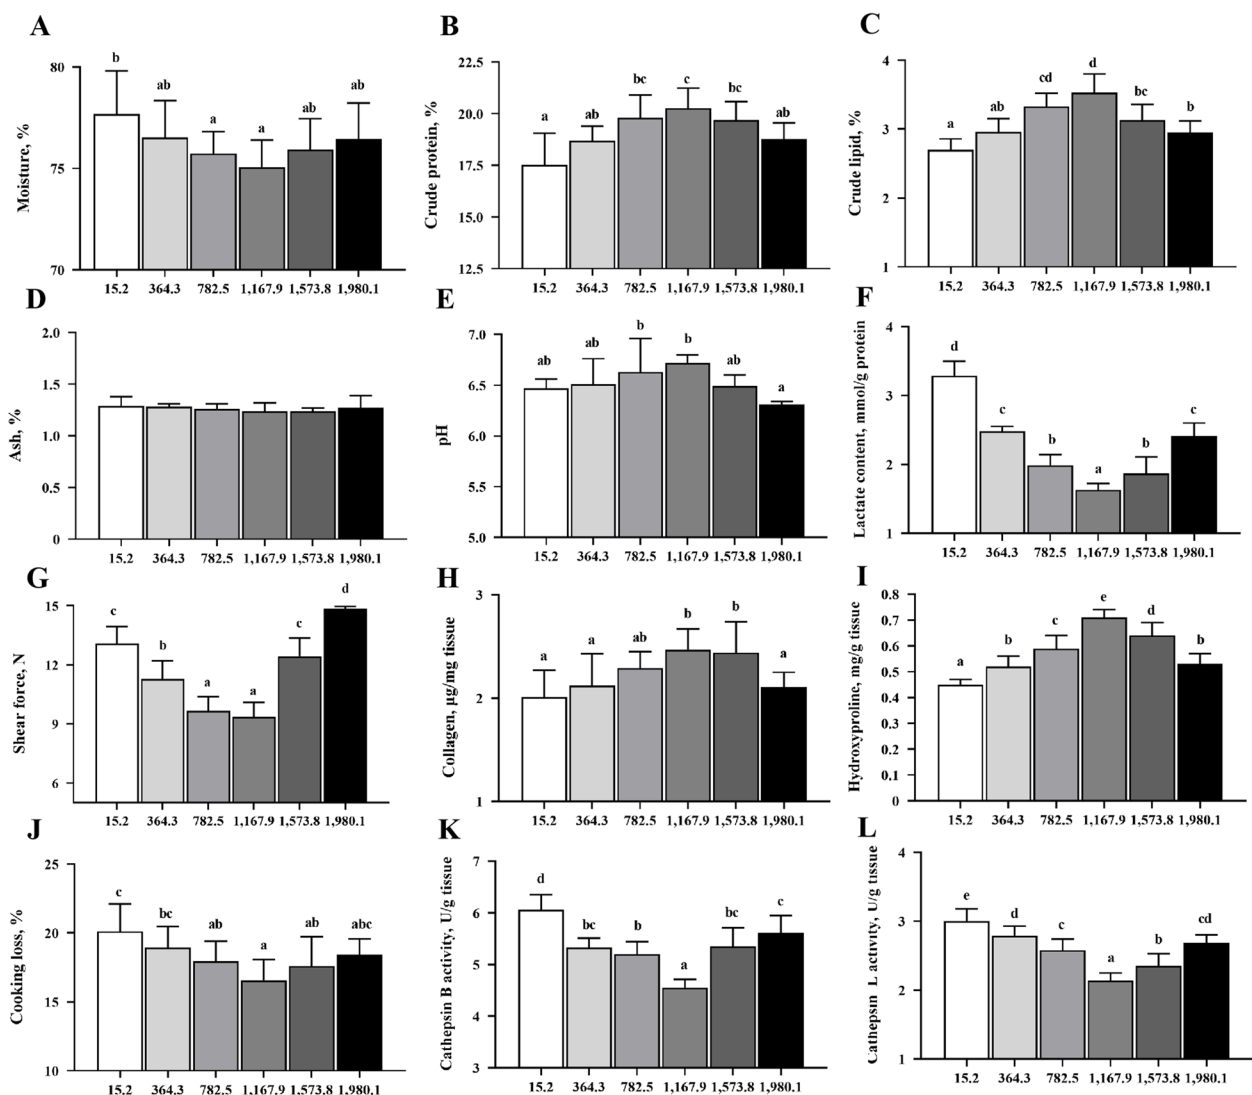 A
Moisture, %
80
75
70
b
ab
a
a
ab
ab
15.2 364.3 782.5 1,167.9 1,573.8 1,980.1
B
Crude protein, %
22.5
20.0
17.5
15.0
12.5
a
ab
bc
c
bc
ab
15.2 364.3 782.5 1,167.9 1,573.8 1,980.1
C
Crude lipid, %
4
3
2
1
a
ab
cd
d
bc
b
15.2 364.3 782.5 1,167.9 1,573.8 1,980.1
D
Ash, %
2.0
1.5
1.0
0.5
0
15.2 364.3 782.5 1,167.9 1,573.8 1,980.1
E
pH
7.0
6.5
6.0
5.5
5.0
ab
ab
b
b
ab
a
15.2 364.3 782.5 1,167.9 1,573.8 1,980.1
F
Lactate content, mmol/g protein
4
3
2
1
d
c
b
a
b
c
15.2 364.3 782.5 1,167.9 1,573.8 1,980.1
G
Shear force, N
15
12
9
6
c
b
a
a
c
d
15.2 364.3 782.5 1,167.9 1,573.8 1,980.1
H
Collagen, µg/mg tissue
3
2
1
a
a
ab
b
b
a
15.2 364.3 782.5 1,167.9 1,573.8 1,980.1
I
Hydroxyproline, mg/g tissue
0.8
0.7
0.6
0.5
0.4
0.3
0.2
0.1
0
a
b
c
e
d
b
15.2 364.3 782.5 1,167.9 1,573.8 1,980.1
J
Cooking loss, %
25
20
15
10
c
bc
ab
a
ab
abc
15.2 364.3 782.5 1,167.9 1,573.8 1,980.1
K
Cathepsin B activity, U/g tissue
7
6
5
4
3
d
bc
b
a
bc
c
15.2 364.3 782.5 1,167.9 1,573.8 1,980.1
L
Cathepsin L activity, U/g tissue
4
3
2
1
e
d
c
a
b
cd
15.2 364.3 782.5 1,167.9 1,573.8 1,980.1